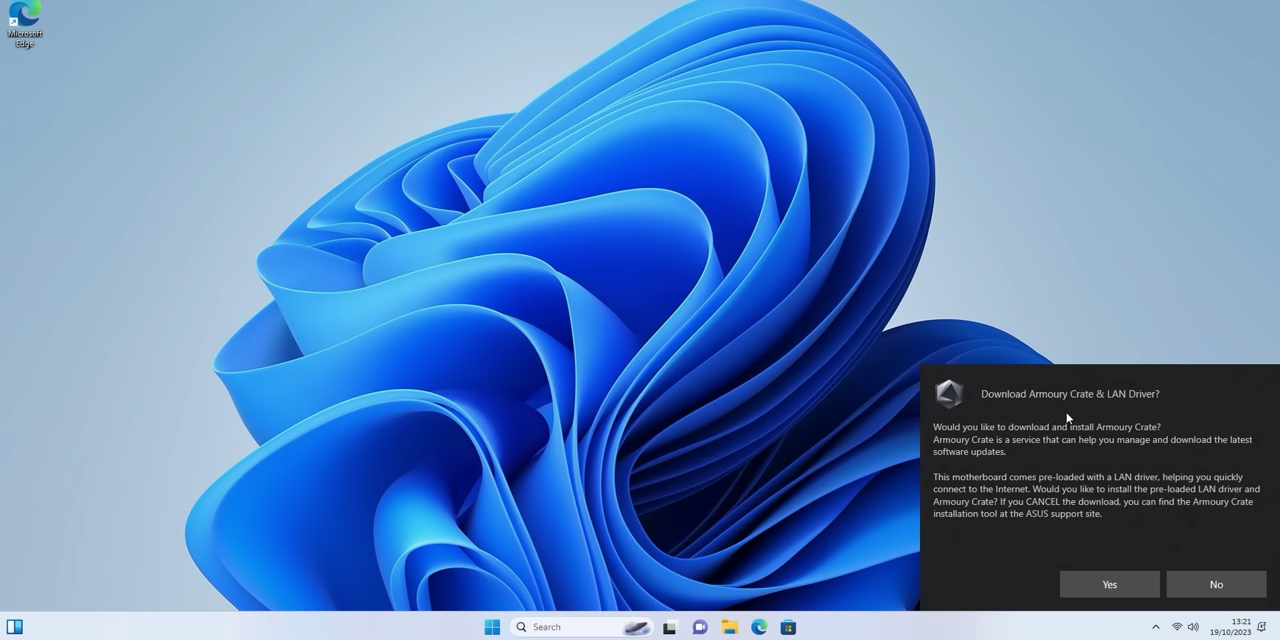 Microsoft
Edge
Download Armoury Crate & LAN Driver?
Would you like to download and install Armoury Crate?
Armoury Crate is a service that can help you manage and download the latest
software updates.
This motherboard comes pre-loaded with a LAN driver, helping you quickly
connect to the Internet. Would you like to install the pre-loaded LAN driver and
Armoury Crate? If you CANCEL the download, you can find the Armoury Crate
installation tool at the ASUS support site.
Yes
No
Search
13:21
19/10/2023